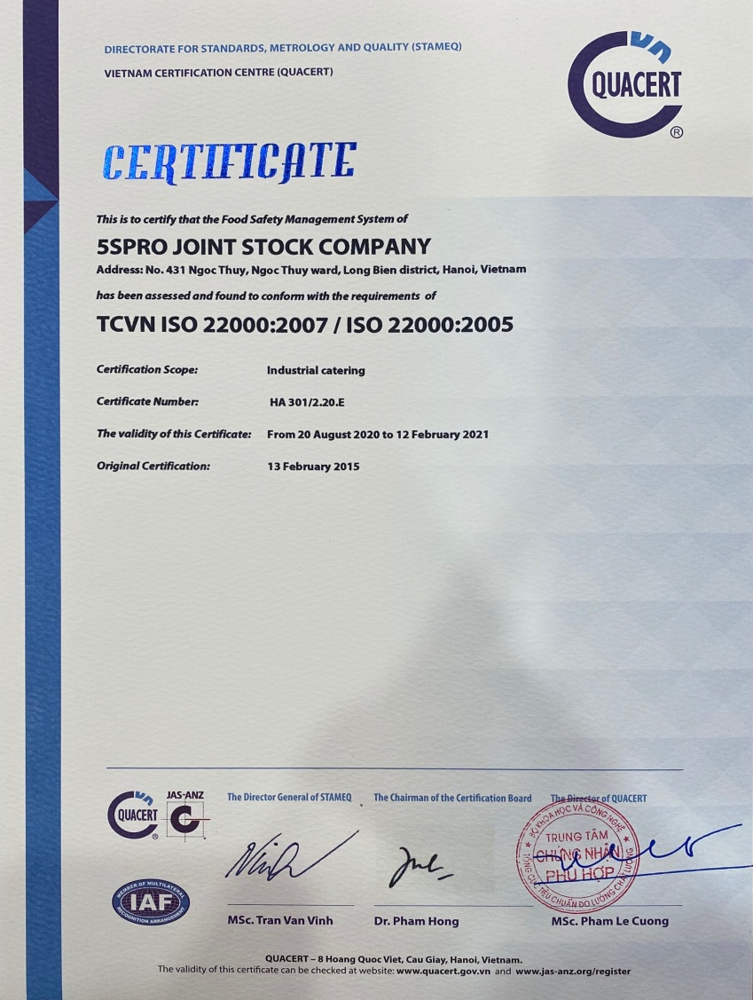 DIRECTORATE FOR STANDARDS, METROLOGY AND QUALITY (STAMEQ)
VIETNAM CERTIFICATION CENTRE (QUACERT)
QUACERT
®
CERTIFICATE
This is to certify that the Food Safety Management System of
5SPRO JOINT STOCK COMPANY
Address: No. 431 Ngoc Thuy, Ngoc Thuy ward, Long Bien district, Hanoi, Vietnam
has been assessed and found to conform with the requirements of
TCVN ISO 22000:2007 / ISO 22000:2005
Certification Scope: Industrial catering
Certificate Number: HA 301/2.20.E
The validity of this Certificate: From 20 August 2020 to 12 February 2021
Original Certification: 13 February 2015
QUACERT
®
JAS-ANZ
The Director General of STAMEQ
The Chairman of the Certification Board
The Director of QUACERT
BỘ KHOA HỌC VÀ CÔNG NGHỆ
TRUNG TÂM
CHỨNG NHẬN
PHÙ HỢP
TỔNG CỤC TIÊU CHUẨN ĐO LƯỜNG CHẤT LƯỢNG
MEMBER OF MULTILATERAL
IAF
RECOGNITION ARRANGEMENT
MSc. Tran Van Vinh
Dr. Pham Hong
MSc. Pham Le Cuong
QUACERT – 8 Hoang Quoc Viet, Cau Giay, Hanoi, Vietnam.
The validity of this certificate can be checked at website: www.quacert.gov.vn and www.jas-anz.org/register